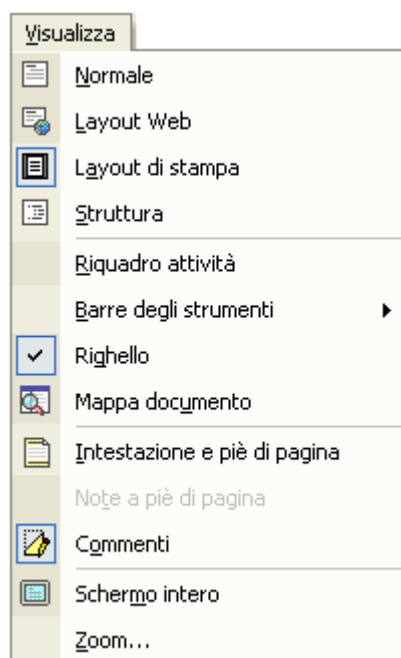 Visualizza
Normale
Layout Web
Layout di stampa
Struttura
Riquadro attività
Barre degli strumenti
Righello
Mappa documento
Intestazione e piè di pagina
Note a piè di pagina
Commenti
Schermo intero
Zoom...